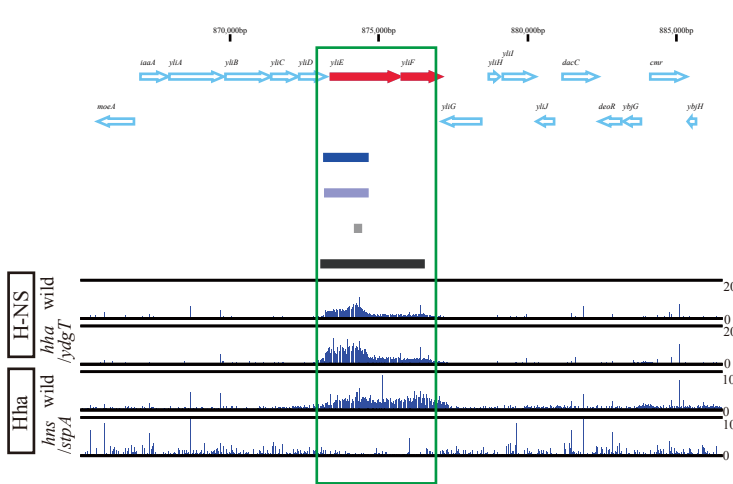 870,000bp 875,000bp 880,000bp 885,000bp
yliI
iaaA yliA yliB yliC yliD yliE yliF yliH dacC cmr
moeA yliG yliJ deoR ybjG ybjH
H-NS
wild
20
0
hha
/ydgT
20
0
Hha
wild
10
0
hns
/stpA
10
0